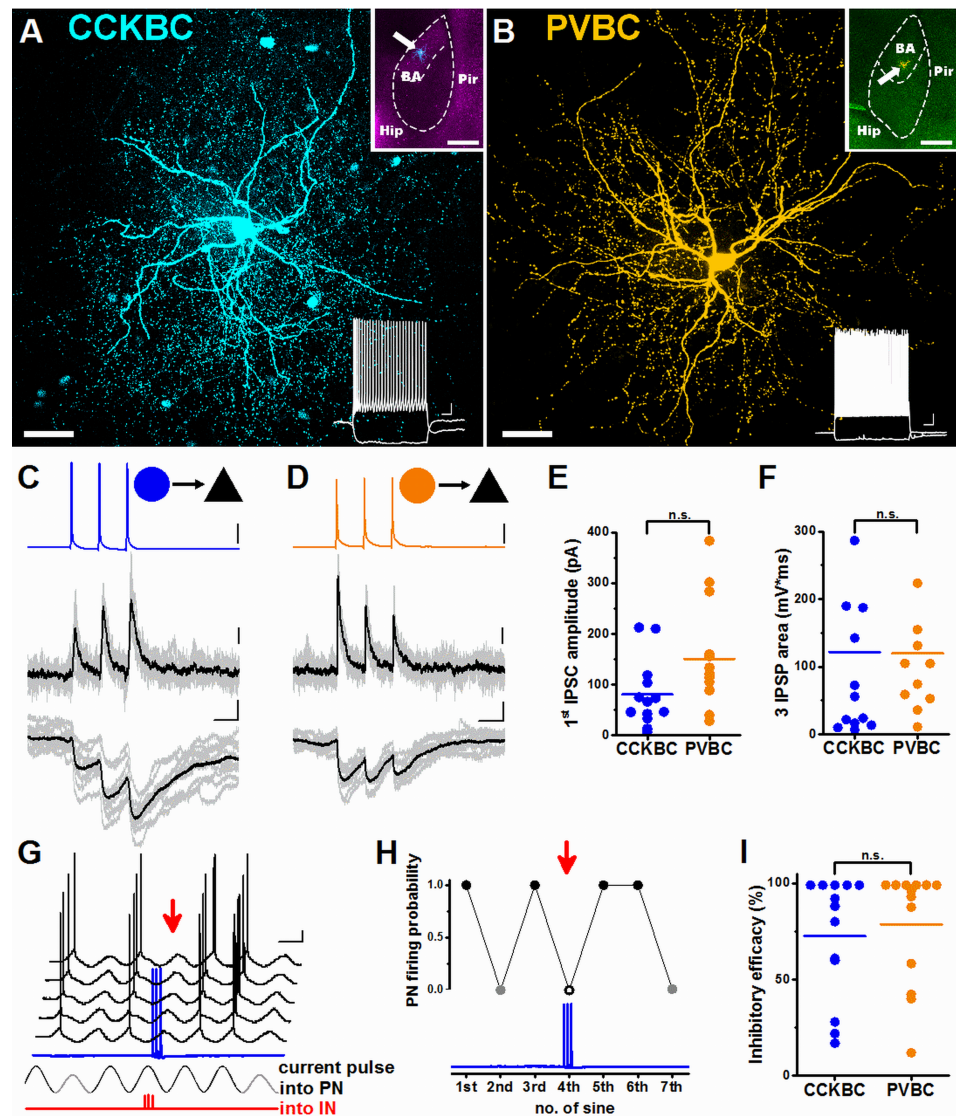 A CCKBC
BA
Pir
Hip
B PVBC
BA
Pir
Hip
C
D
E
n.s.
1st IPSC amplitude (pA)
400
300
200
100
0
CCKBC PVBC
F
n.s.
3 IPSP area (mV*ms)
300
200
100
0
CCKBC PVBC
G
current pulse
into PN
into IN
H
PN firing probability
1.0
0.5
0.0
1st 2nd 3rd 4th 5th 6th 7th
no. of sine
I
n.s.
Inhibitory efficacy (%)
100
50
0
CCKBC PVBC